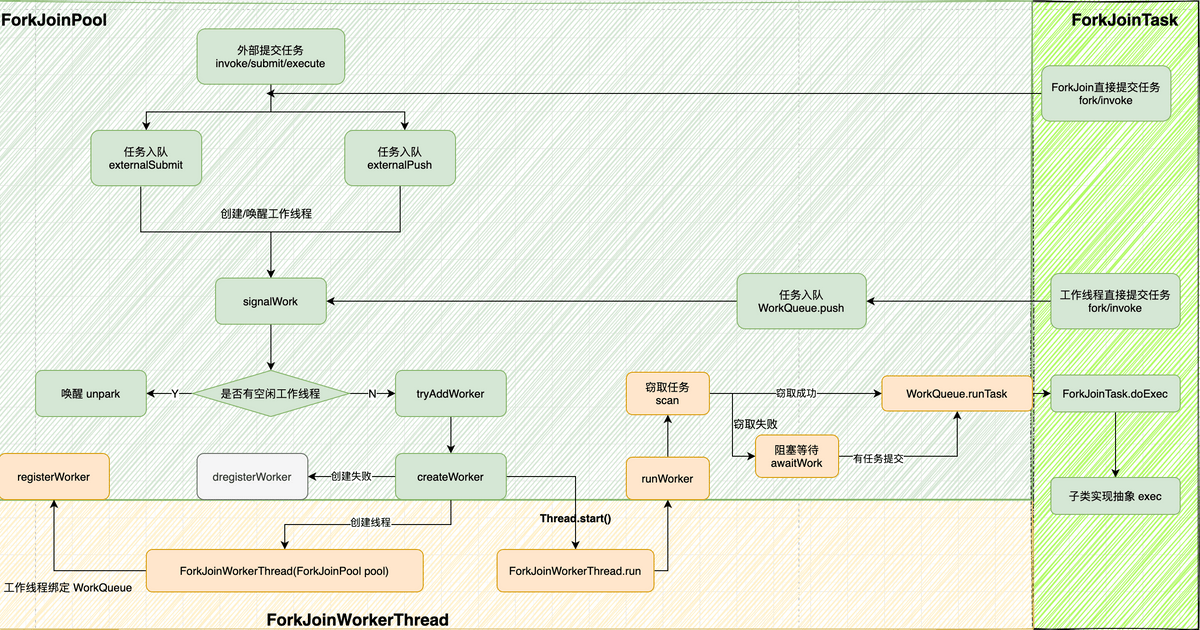 ForkJoinPool
ForkJoinTask
外部提交任务
invoke/submit/execute
ForkJoin直接提交任务
fork/invoke
任务入队
externalSubmit
任务入队
externalPush
创建/唤醒工作线程
signalWork
任务入队
WorkQueue.push
工作线程直接提交任务
fork/invoke
唤醒 unpark
Y
是否有空闲工作线程
N
tryAddWorker
窃取任务
scan
窃取成功
WorkQueue.runTask
ForkJoinTask.doExec
窃取失败
阻塞等待
awaitWork
有任务提交
registerWorker
dregisterWorker
创建失败
createWorker
runWorker
子类实现抽象 exec
创建线程
Thread.start()
ForkJoinWorkerThread(ForkJoinPool pool)
ForkJoinWorkerThread.run
工作线程绑定 WorkQueue
ForkJoinWorkerThread